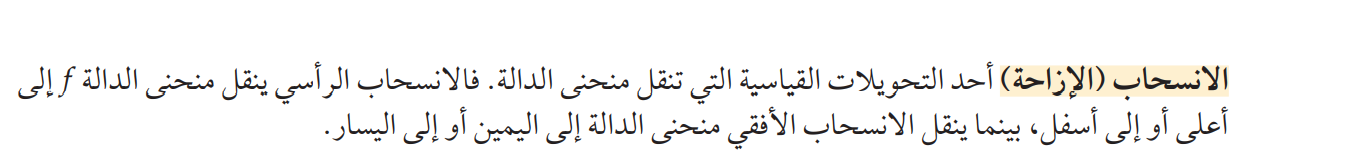 الانسحاب (الإزاحة) أحد التحويلات القياسية التي تنقل منحنى الدالة. فالانسحاب الرأسي ينقل منحنى الدالة f إلى
أعلى أو إلى أسفل، بينما ينقل الانسحاب الأفقي منحنى الدالة إلى اليمين أو إلى اليسار.